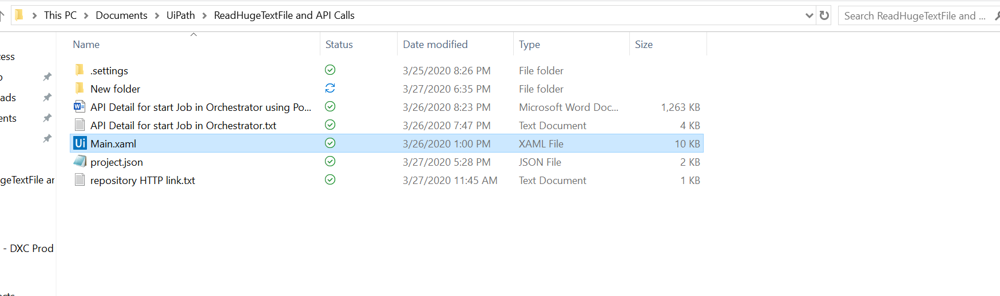 This PC > Documents > UiPath > ReadHugeTextFile and API Calls
Search ReadHugeTextFile and ...
Name Status Date modified Type Size
.settings 3/25/2020 8:26 PM File folder
New folder 3/27/2020 6:35 PM File folder
API Detail for start Job in Orchestrator using Po... 3/26/2020 8:23 PM Microsoft Word Doc... 1,263 KB
API Detail for start Job in Orchestrator.txt 3/26/2020 7:47 PM Text Document 4 KB
Ui Main.xaml 3/26/2020 1:00 PM XAML File 10 KB
project.json 3/27/2020 5:28 PM JSON File 2 KB
repository HTTP link.txt 3/27/2020 11:45 AM Text Document 1 KB
cess
ads
ents
geTextFile ar
- DXC Prod